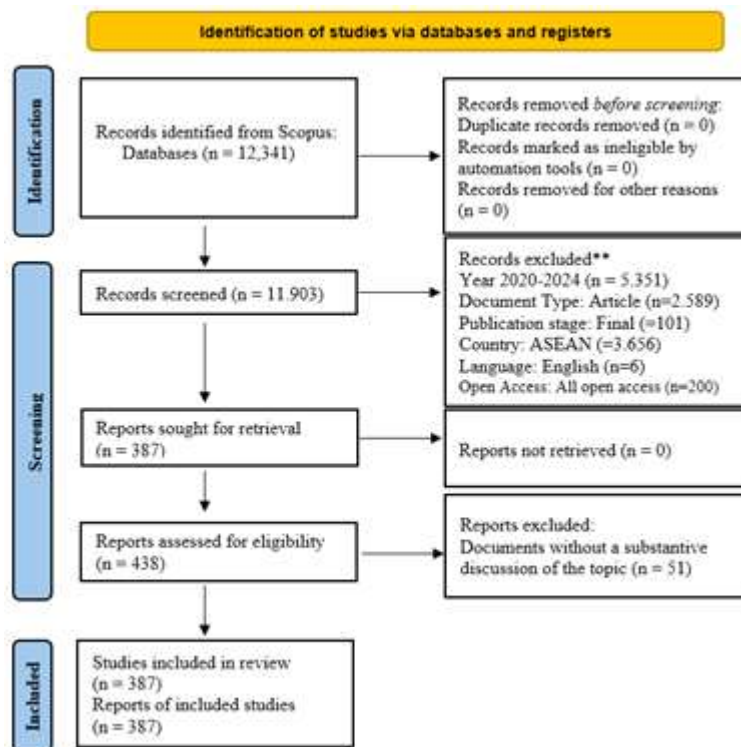 Identification of studies via databases and registers
Identification
Records identified from Scopus:
Databases (n = 12,341)
Records removed before screening:
Duplicate records removed (n = 0)
Records marked as ineligible by
automation tools (n = 0)
Records removed for other reasons
(n = 0)
Screening
Records screened (n = 11.903)
Records excluded**
Year 2020-2024 (n = 5.351)
Document Type: Article (n=2.589)
Publication stage: Final (=101)
Country: ASEAN (=3.656)
Language: English (n=6)
Open Access: All open access (n=200)
Reports sought for retrieval
(n = 387)
Reports not retrieved (n = 0)
Reports assessed for eligibility
(n = 438)
Reports excluded:
Documents without a substantive
discussion of the topic (n = 51)
Included
Studies included in review
(n = 387)
Reports of included studies
(n = 387)